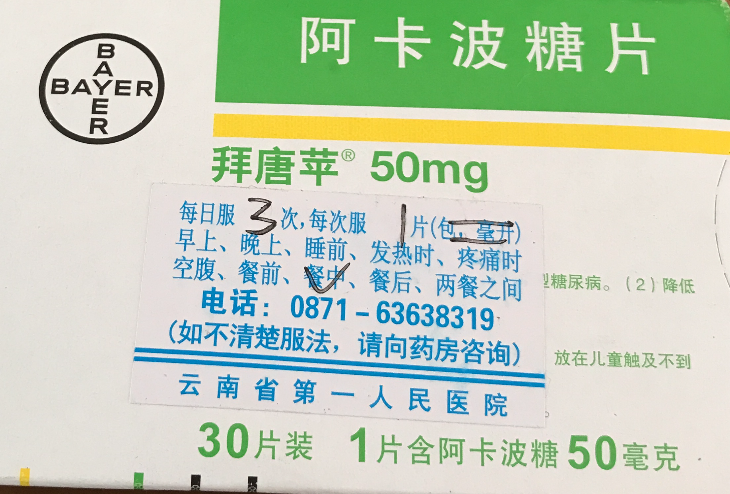 阿卡波糖片
BAYER
BAYER
拜唐苹® 50mg
每日服 3 次,每次服 1 片(包、毫升)
早上、晚上、睡前、发热时、疼痛时
空腹、餐前、餐中、餐后、两餐之间
电话：0871-63638319
(如不清楚服法，请向药房咨询)
云南省第一人民医院
型糖尿病。(2) 降低
放在儿童触及不到
30片装 1片含阿卡波糖50毫克